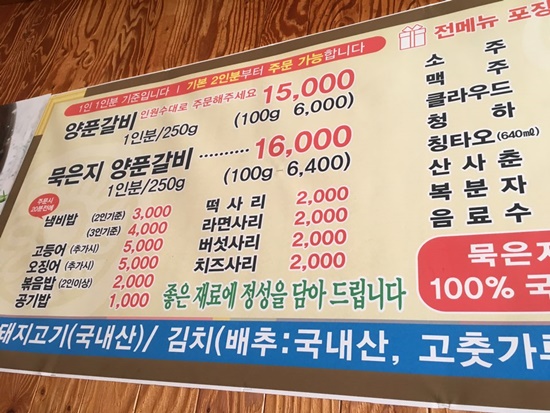 1인 1인분 기준입니다 | 기본 2인분부터 주문 가능합니다
양푼갈비 인원수대로 주문해주세요 15,000
1인분/250g (100g 6,000)
묵은지 양푼갈비 .......... 16,000
1인분/250g (100g 6,400)
주문시 20분전에
냄비밥 (2인기준) 3,000
(3인기준) 4,000
고등어 (추가시) 5,000
오징어 (추가시) 5,000
볶음밥 (2인이상) 2,000
공기밥 1,000
떡사리 2,000
라면사리 2,000
버섯사리 2,000
치즈사리 2,000
좋은 재료에 정성을 담아 드립니다
전메뉴 포장
소주
맥주
클라우드
청하
칭타오(640㎖)
산사춘
복분자
음료수
묵은지
100% 국
돼지고기(국내산)/ 김치(배추:국내산, 고춧가루